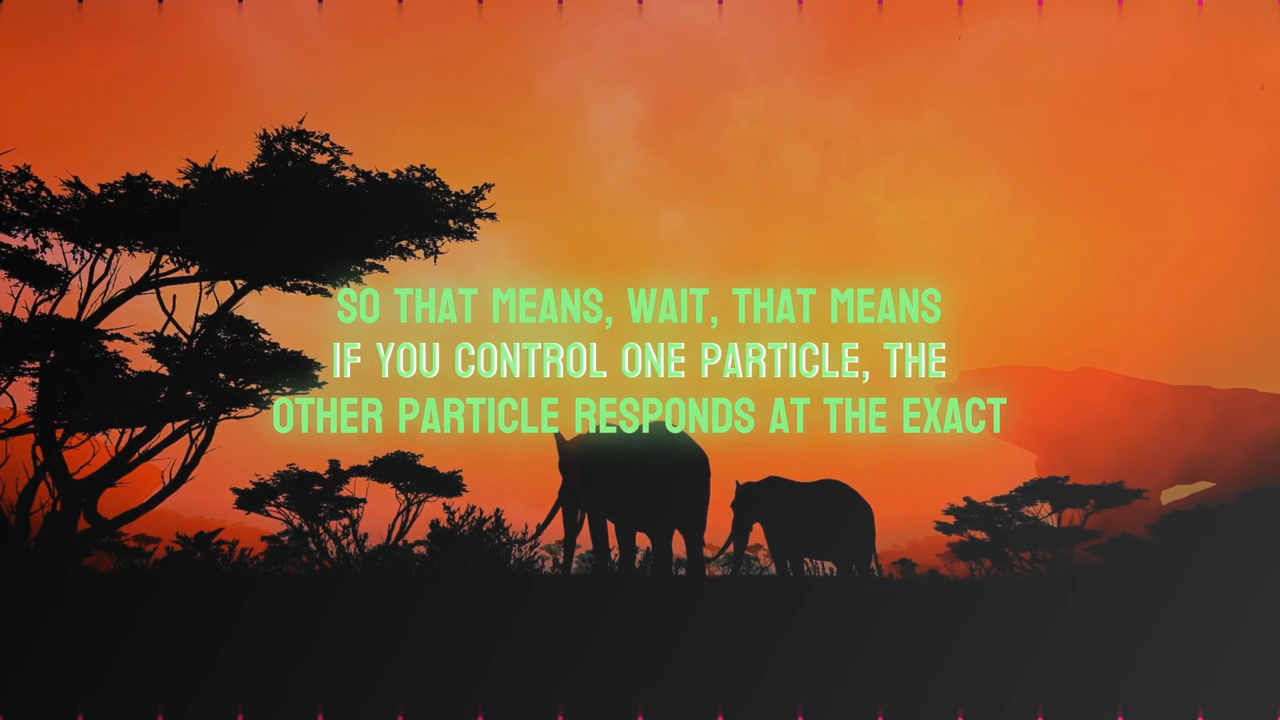 SO THAT MEANS, WAIT, THAT MEANS
IF YOU CONTROL ONE PARTICLE, THE
OTHER PARTICLE RESPONDS AT THE EXACT